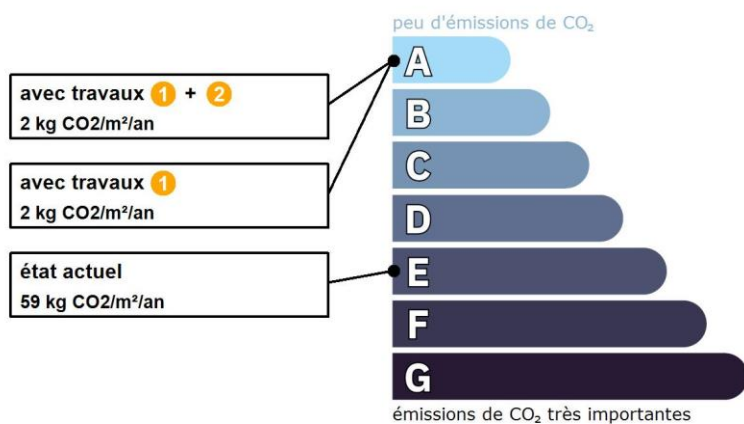 peu d'émissions de CO₂
A
avec travaux 1 + 2
2 kg CO2/m²/an
B
C
avec travaux 1
2 kg CO2/m²/an
D
état actuel
59 kg CO2/m²/an
E
F
G
émissions de CO₂ très importantes